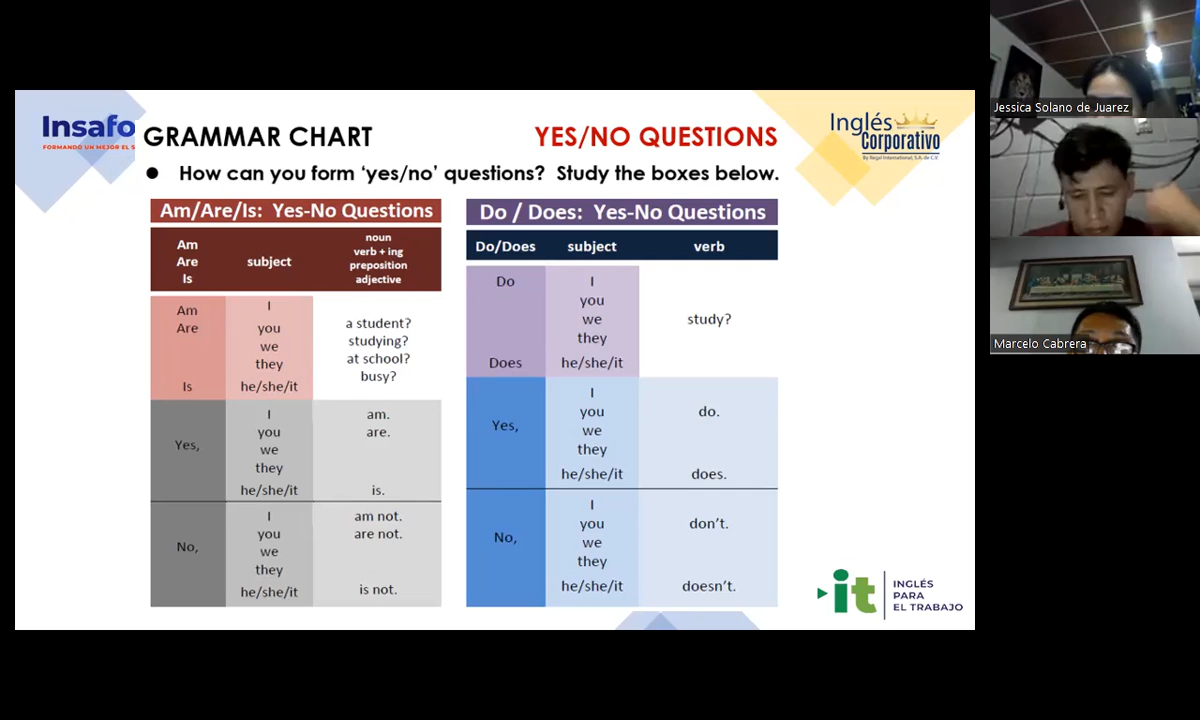 Insafo
FORMANDO UN MEJOR EL S
GRAMMAR CHART
YES/NO QUESTIONS
Inglés
Corporativo
By Regal International, S.A. de C.V.
● How can you form ‘yes/no’ questions? Study the boxes below.
Am/Are/Is: Yes-No Questions
Am
Are
Is
subject
noun
verb + ing
preposition
adjective
Am
Are
Is
I
you
we
they
he/she/it
a student?
studying?
at school?
busy?
Yes,
I
you
we
they
he/she/it
am.
are.
is.
No,
I
you
we
they
he/she/it
am not.
are not.
is not.
Do / Does: Yes-No Questions
Do/Does
subject
verb
Do
Does
I
you
we
they
he/she/it
study?
Yes,
I
you
we
they
he/she/it
do.
does.
No,
I
you
we
they
he/she/it
don’t.
doesn’t.
it
INGLÉS
PARA
EL TRABAJO
Jessica Solano de Juarez
Marcelo Cabrera